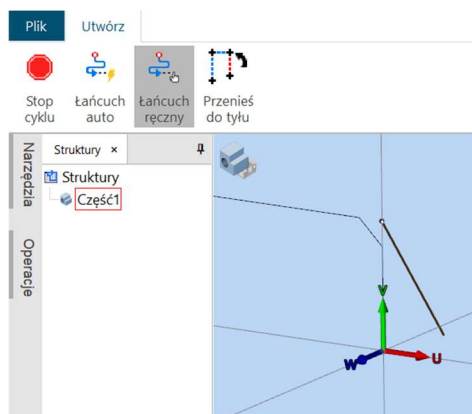 Plik
Utwórz
Stop
cyklu
Łańcuch
auto
Łańcuch
ręczny
Przenieś
do tyłu
Narzędzia
Operacje
Struktury ×
Struktury
Część1
V
W
U